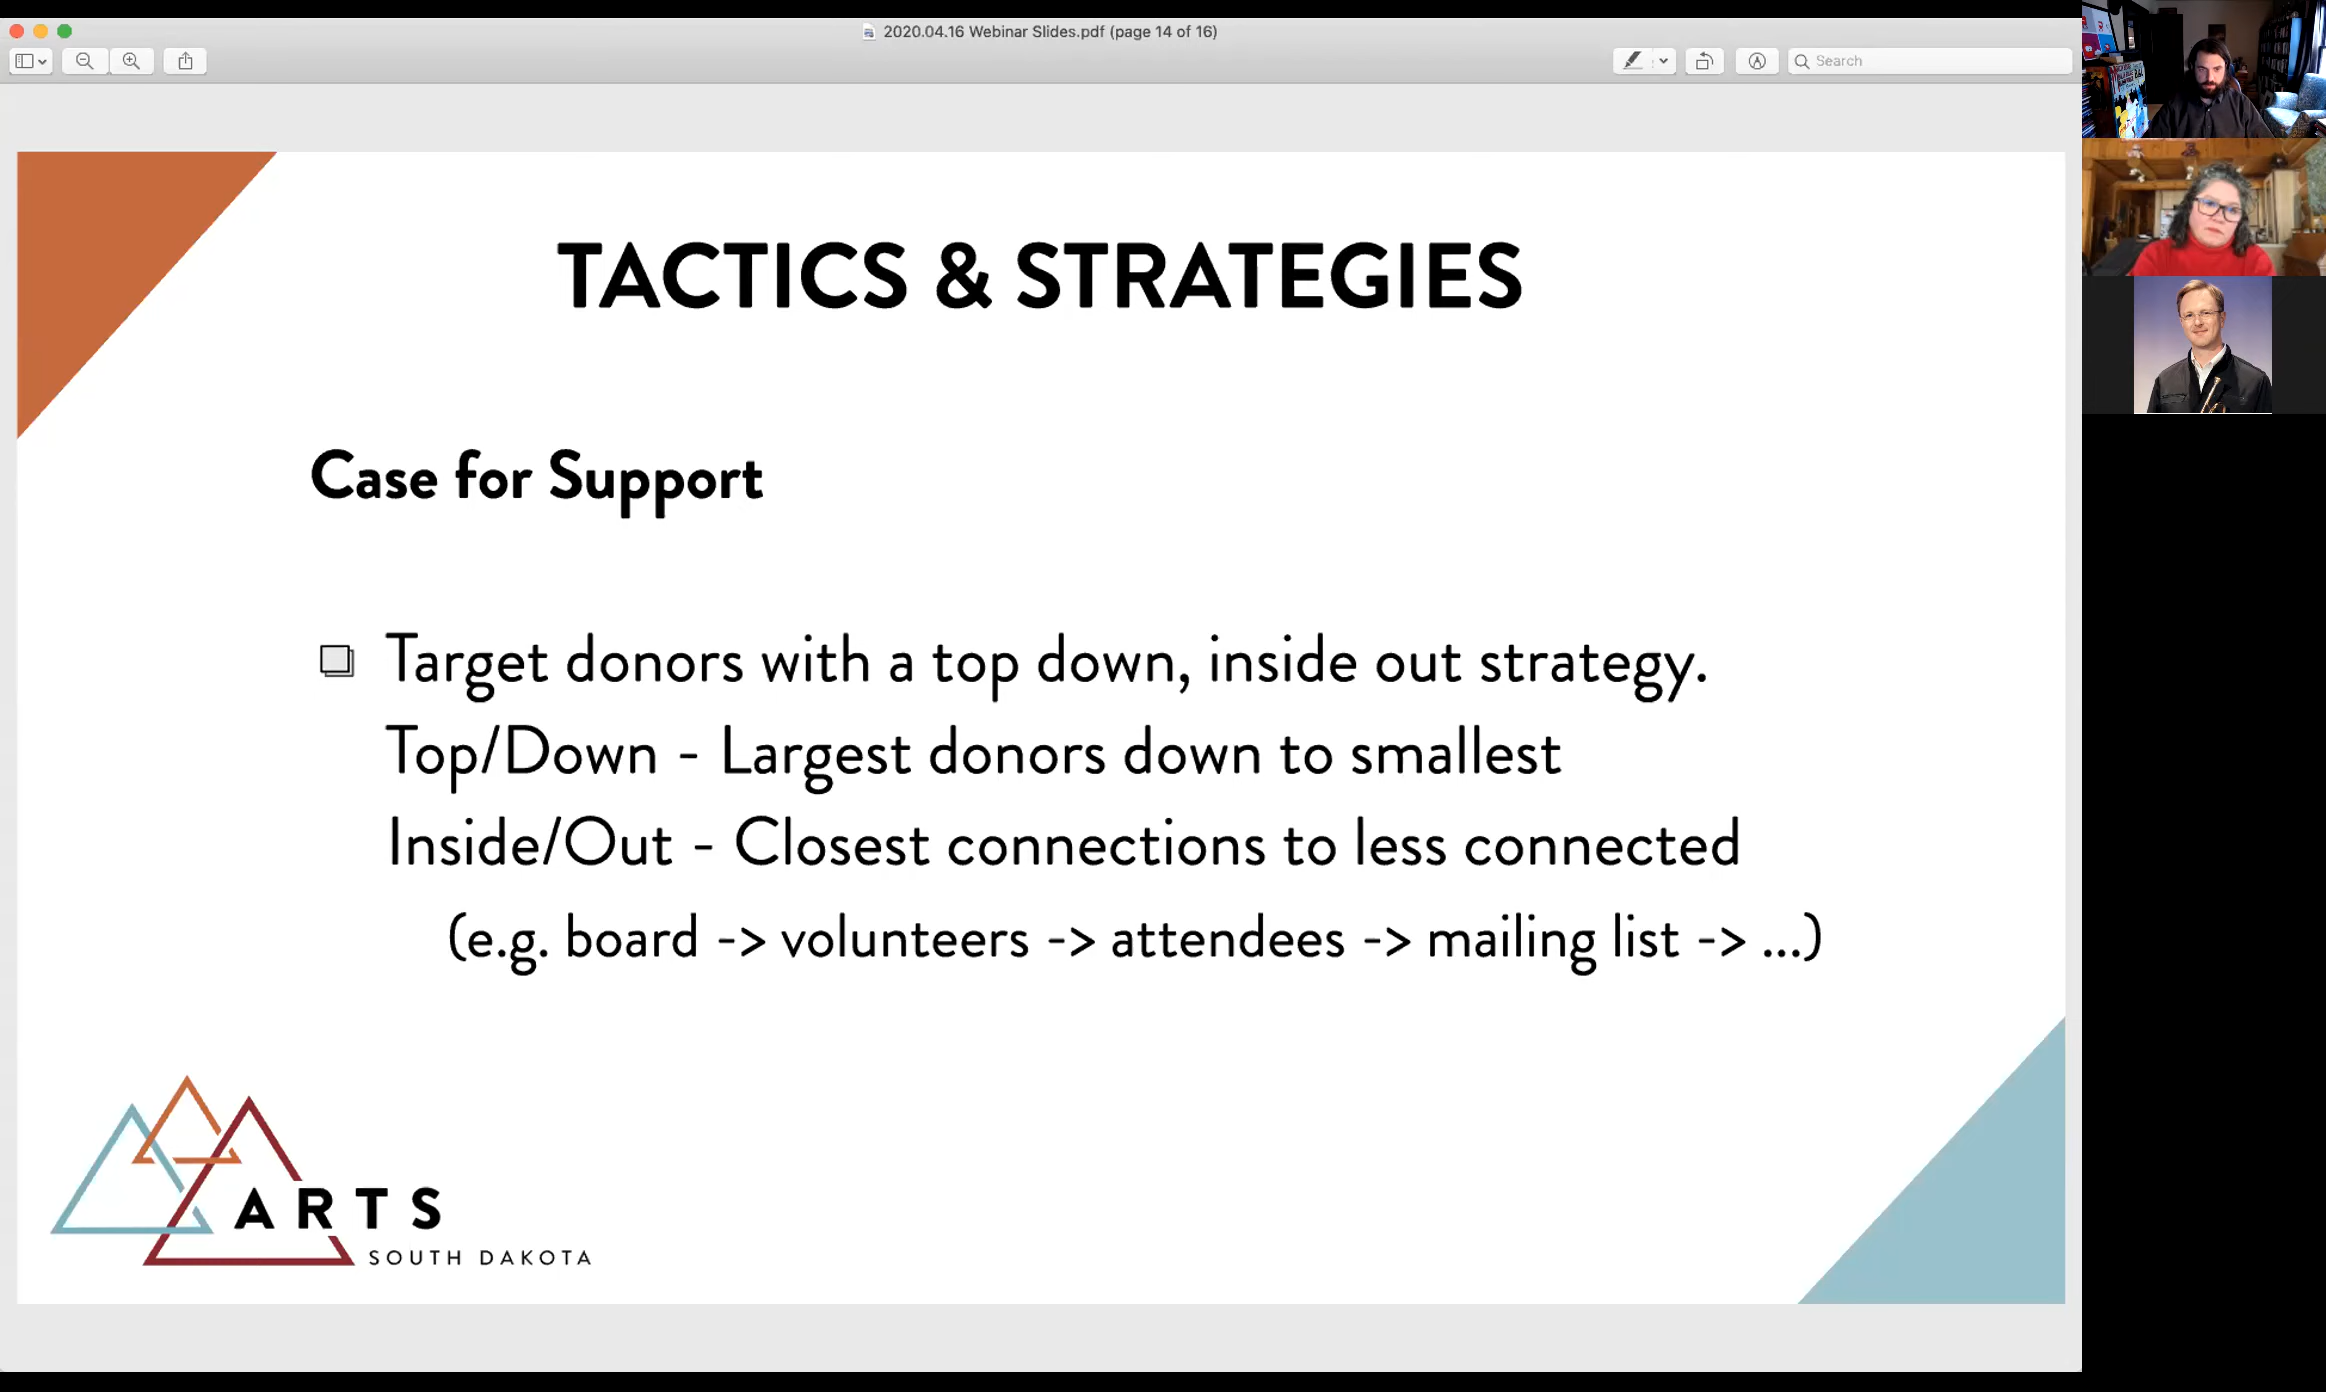 2020.04.16 Webinar Slides.pdf (page 14 of 16)
Search
TACTICS & STRATEGIES
Case for Support
Target donors with a top down, inside out strategy.
Top/Down - Largest donors down to smallest
Inside/Out - Closest connections to less connected
(e.g. board -> volunteers -> attendees -> mailing list -> ...)
ARTS
SOUTH DAKOTA